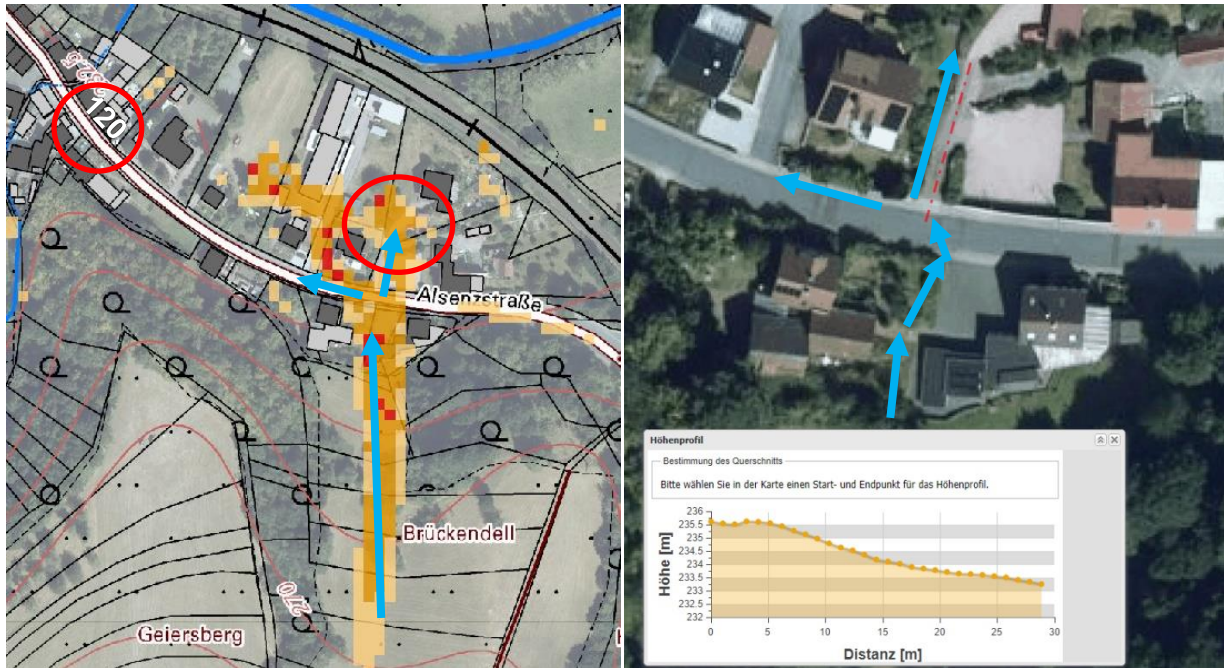 120
Alsenzstraße
Brückendell
270
Geiersberg
Höhenprofil
Bestimmung des Querschnitts
Bitte wählen Sie in der Karte einen Start- und Endpunkt für das Höhenprofil.
Höhe [m]
236
235.5
235
234.5
234
233.5
233
232.5
232
0
5
10
15
20
25
30
Distanz [m]